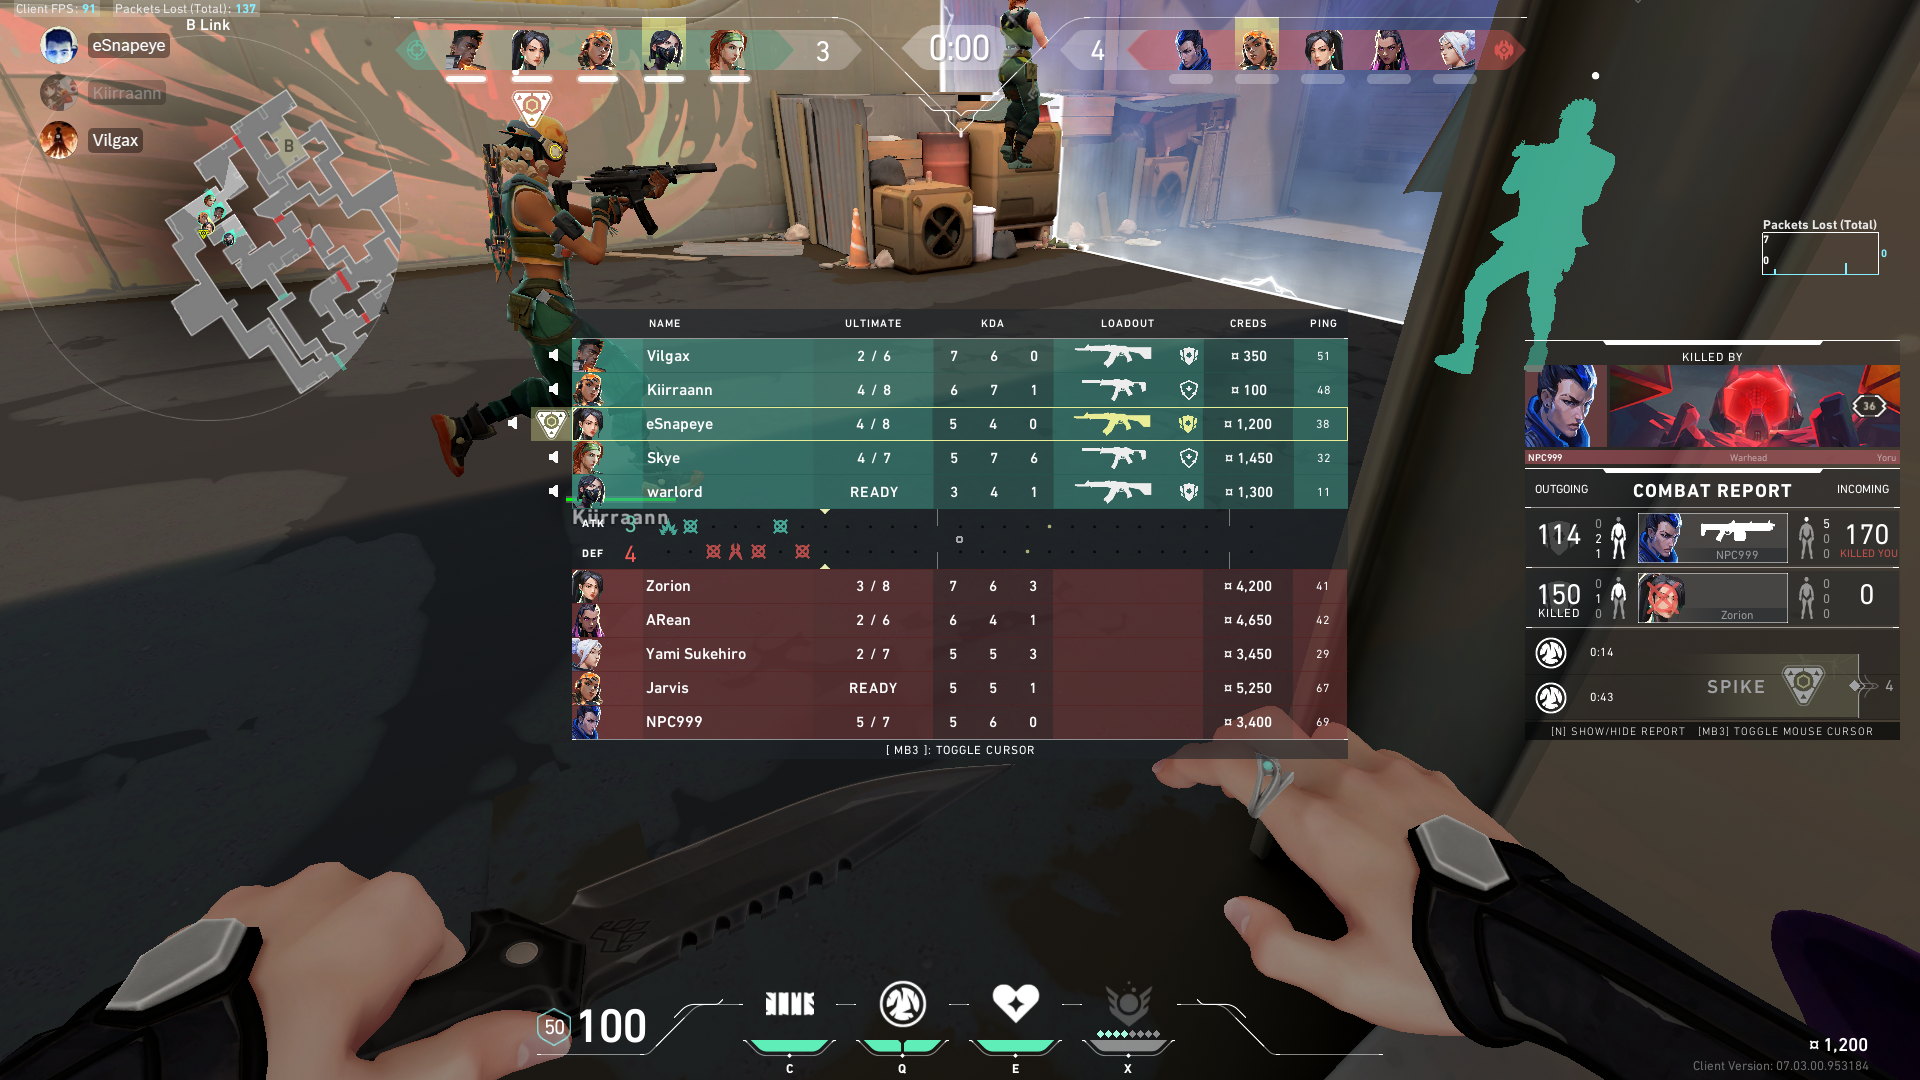 Client FPS: 91 Packets Lost (Total): 137
B Link
eSnapeye
Kiirraann
Vilgax
B
A
3
0:00
4
Packets Lost (Total)
7
0
0
NAME ULTIMATE KDA LOADOUT CREDS PING
Vilgax 2 / 6 7 6 0 ¤ 350 51
Kiirraann 4 / 8 6 7 1 ¤ 100 48
eSnapeye 4 / 8 5 4 0 ¤ 1,200 38
Skye 4 / 7 5 7 6 ¤ 1,450 32
warlord READY 3 4 1 ¤ 1,300 11
Kiirraann
ATK 3
DEF 4
Zorion 3 / 8 7 6 3 ¤ 4,200 41
ARean 2 / 6 6 4 1 ¤ 4,650 42
Yami Sukehiro 2 / 7 5 5 3 ¤ 3,450 29
Jarvis READY 5 5 1 ¤ 5,250 67
NPC999 5 / 7 5 6 0 ¤ 3,400 69
[ MB3 ]: TOGGLE CURSOR
KILLED BY
36
NPC999 Warhead Yoru
OUTGOING COMBAT REPORT INCOMING
114 0 2 1 NPC999 5 0 0 170
KILLED YOU
150 0 1 0 Zorion 0 0 0 0
KILLED
0:14
0:43
SPIKE 4
[N] SHOW/HIDE REPORT [MB3] TOGGLE MOUSE CURSOR
50 100
C Q E X
¤ 1,200
Client Version: 07.03.00.953184